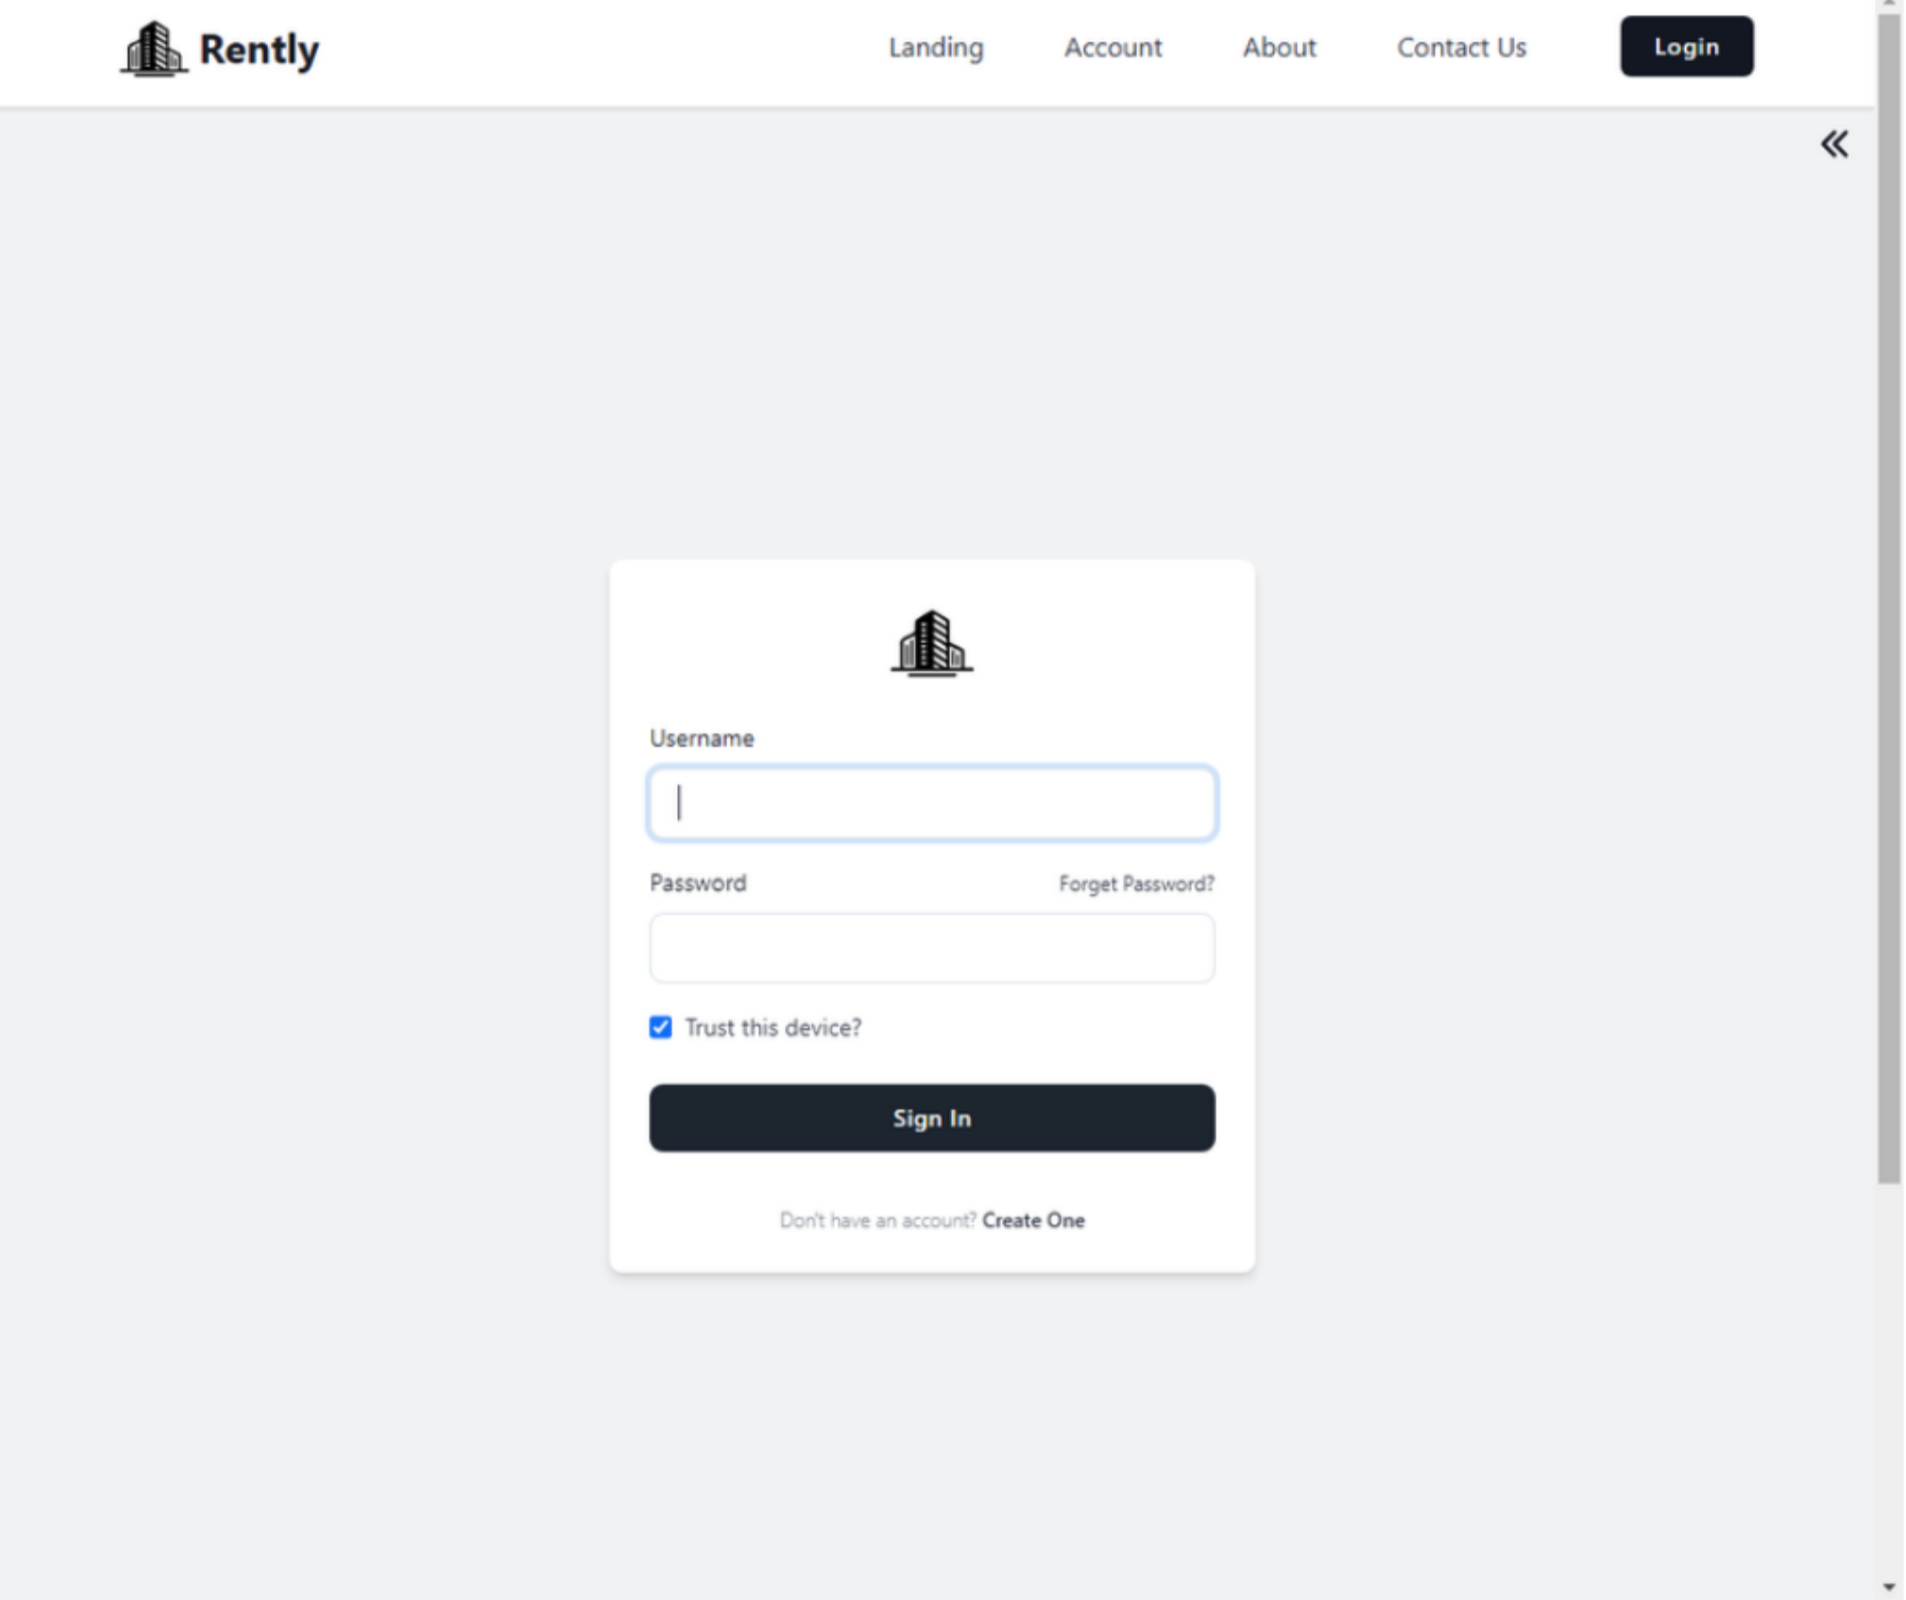 Rently
Landing Account About Contact Us Login
Username
Password Forget Password?
Trust this device?
Sign In
Don't have an account? Create One